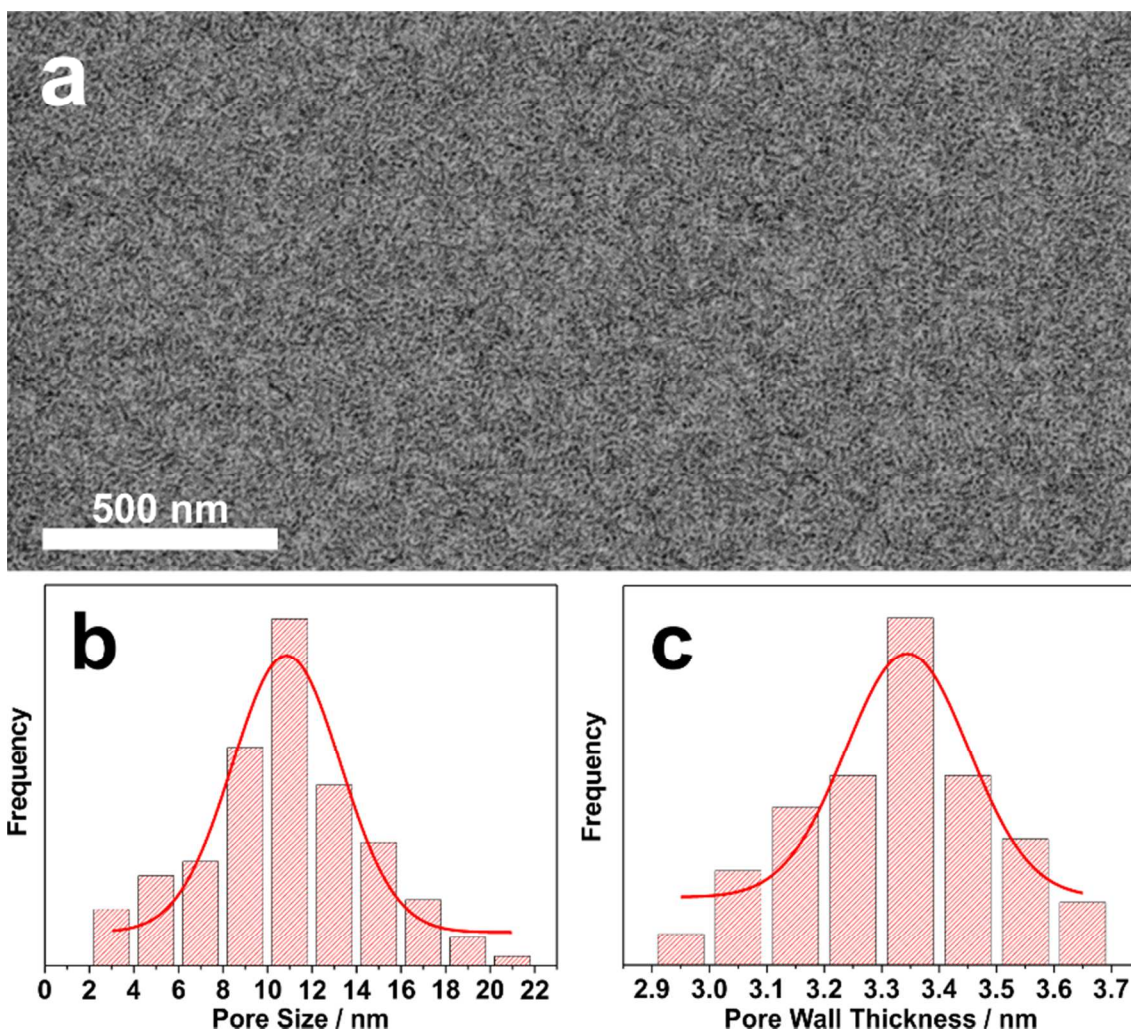 a
500 nm
b
Frequency
0 2 4 6 8 10 12 14 16 18 20 22
Pore Size / nm
c
Frequency
2.9 3.0 3.1 3.2 3.3 3.4 3.5 3.6 3.7
Pore Wall Thickness / nm